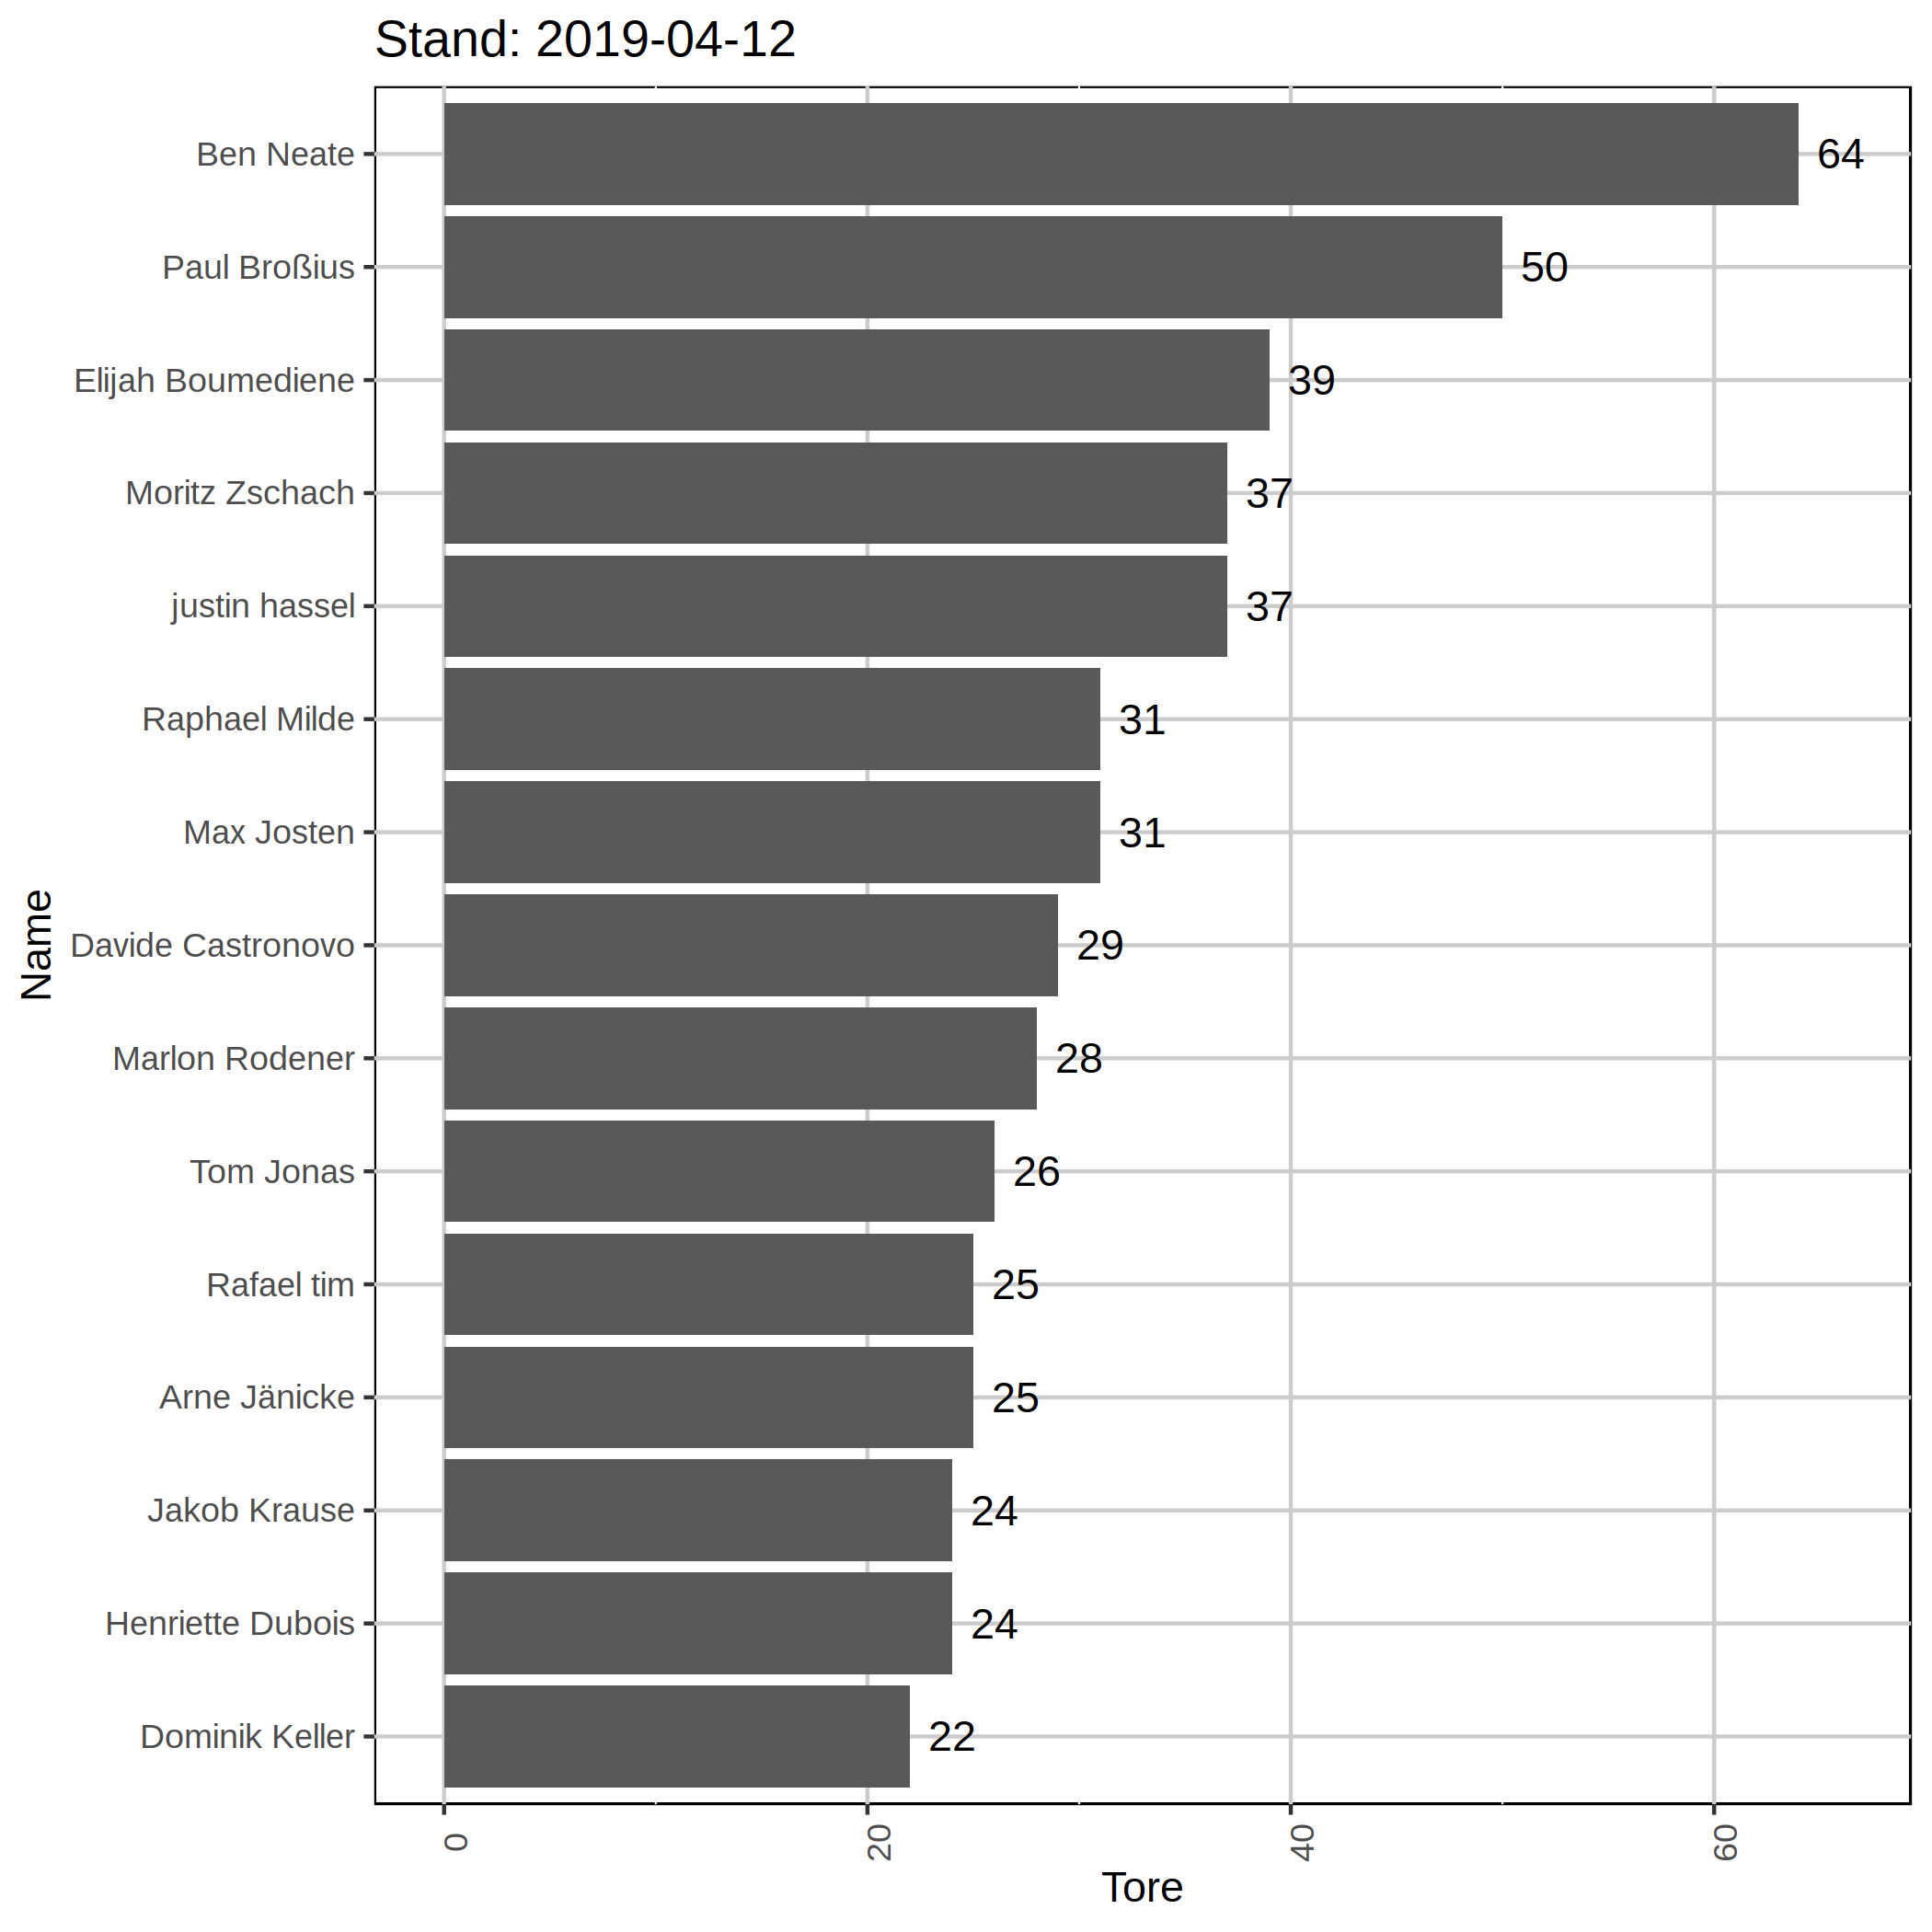 Stand: 2019-04-12
Name
Ben Neate 64
Paul Broßius 50
Elijah Boumediene 39
Moritz Zschach 37
justin hassel 37
Raphael Milde 31
Max Josten 31
Davide Castronovo 29
Marlon Rodener 28
Tom Jonas 26
Rafael tim 25
Arne Jänicke 25
Jakob Krause 24
Henriette Dubois 24
Dominik Keller 22
0 20 40 60
Tore